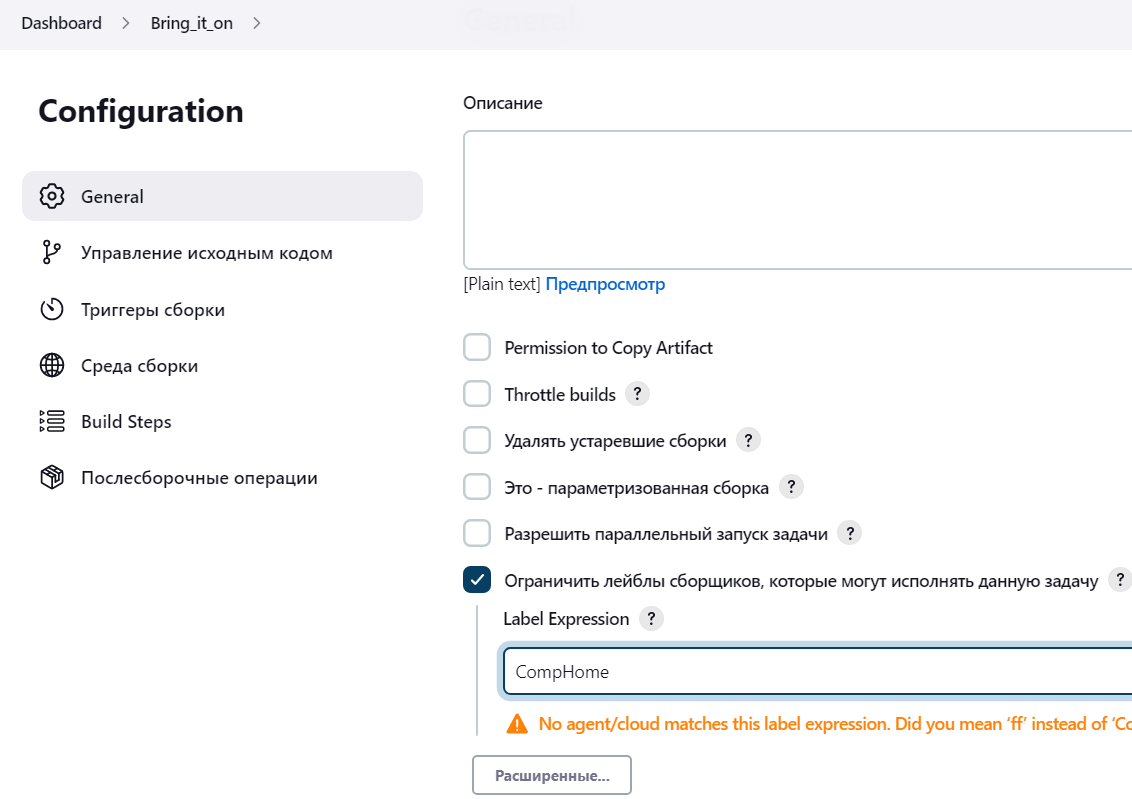 Dashboard > Bring_it_on >
General
Configuration
General
Управление исходным кодом
Триггеры сборки
Среда сборки
Build Steps
Послесборочные операции
Описание
[Plain text] Предпросмотр
Permission to Copy Artifact
Throttle builds ?
Удалять устаревшие сборки ?
Это - параметризованная сборка ?
Разрешить параллельный запуск задачи ?
Ограничить лейблы сборщиков, которые могут исполнять данную задачу ?
Label Expression ?
CompHome
No agent/cloud matches this label expression. Did you mean ‘ff’ instead of ‘Co
Расширенные...